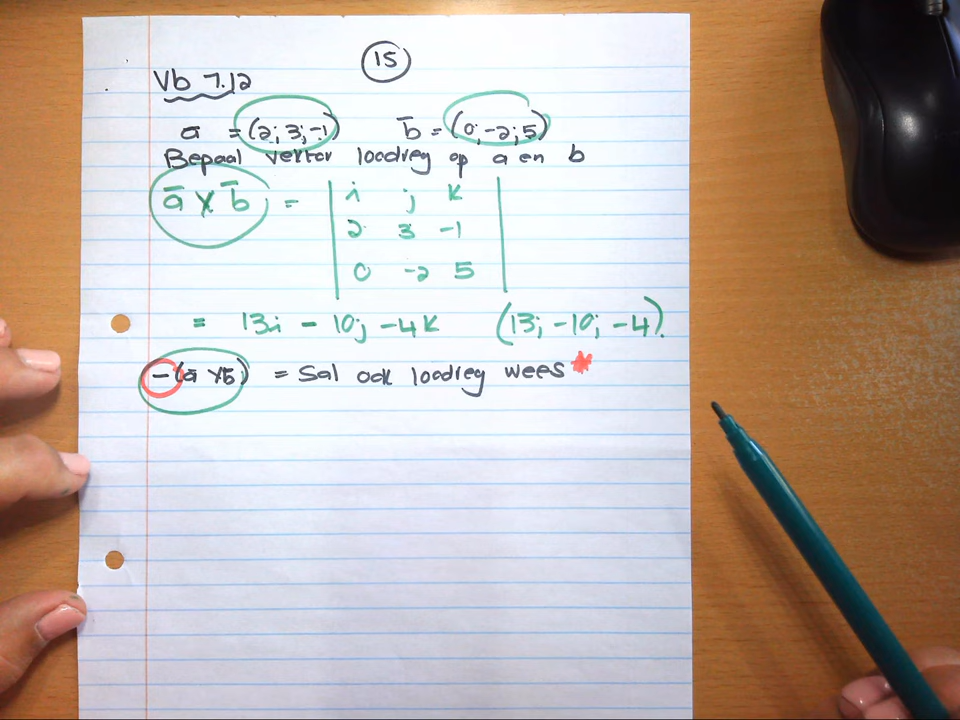 15
Vb 7.12
a̅ = (2; 3; -1) b̅ = (0; -2; 5)
Bepaal vektor loodreg op a en b
a̅ × b̅ = | i j k |
| 2 3 -1 |
| 0 -2 5 |
= 13i - 10j - 4k (13; -10; -4).
-(a̅ × b̅) = Sal ook loodreg wees *